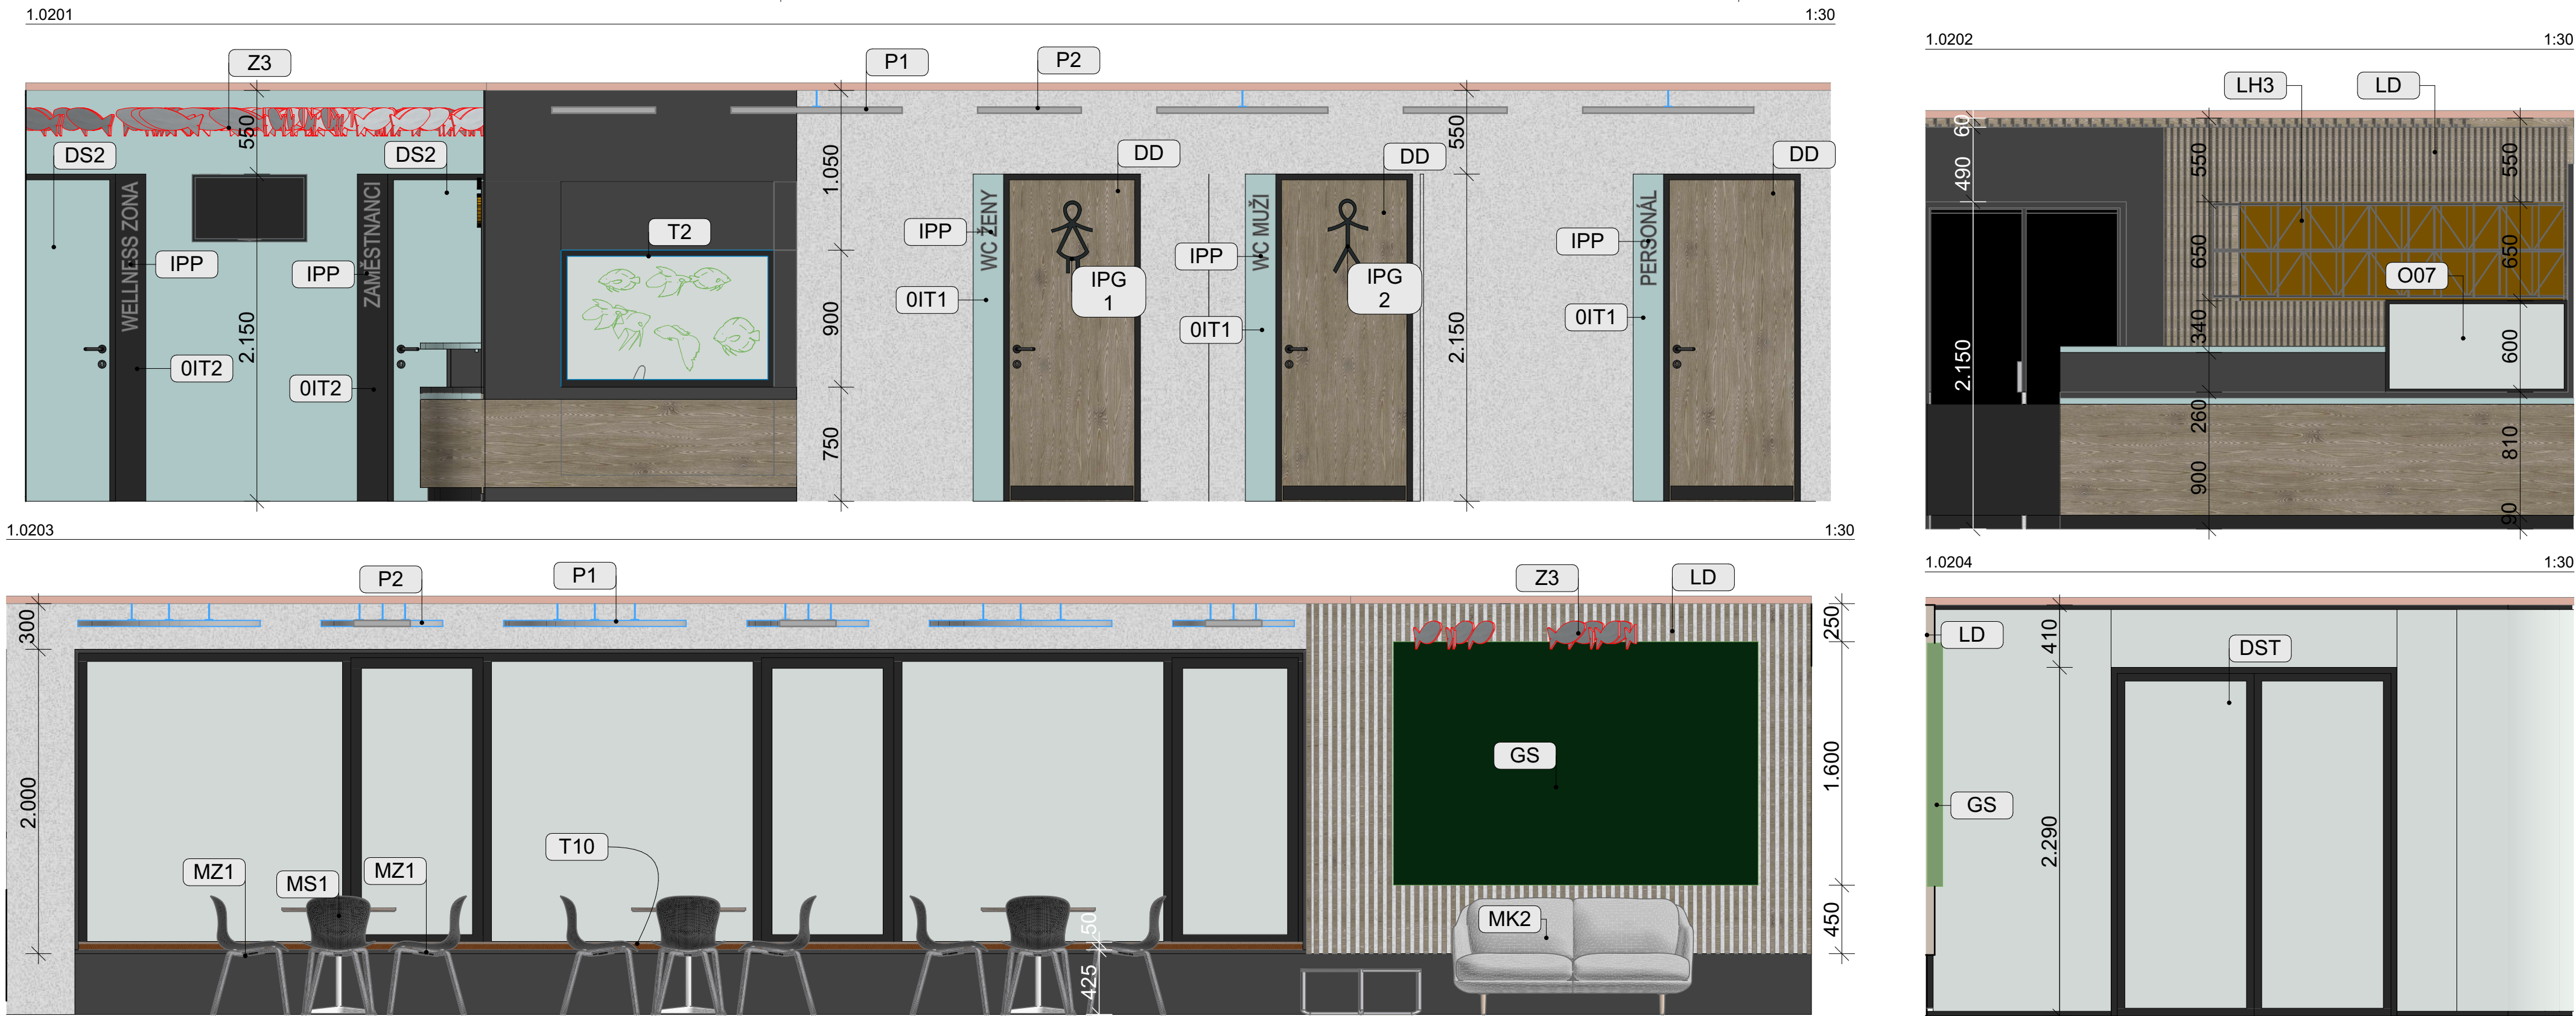 1.0201
1:30
Z3
P1
P2
DS2
DS2
550
2.150
WELLNESS ZONA
IPP
0IT2
ZAMĚSTNANCI
IPP
0IT2
T2
1.050
900
750
WC ŽENY
IPP
0IT1
DD
IPG
1
WC MUŽI
IPP
0IT1
DD
IPG
2
550
2.150
PERSONÁL
IPP
0IT1
DD
1.0202
1:30
LH3
LD
O07
60
490
2.150
550
650
340
260
900
550
650
600
810
90
1.0203
1:30
P2
P1
Z3
LD
300
2.000
MZ1
MS1
MZ1
T10
50
425
GS
MK2
250
1.600
450
1.0204
1:30
LD
GS
DST
410
2.290